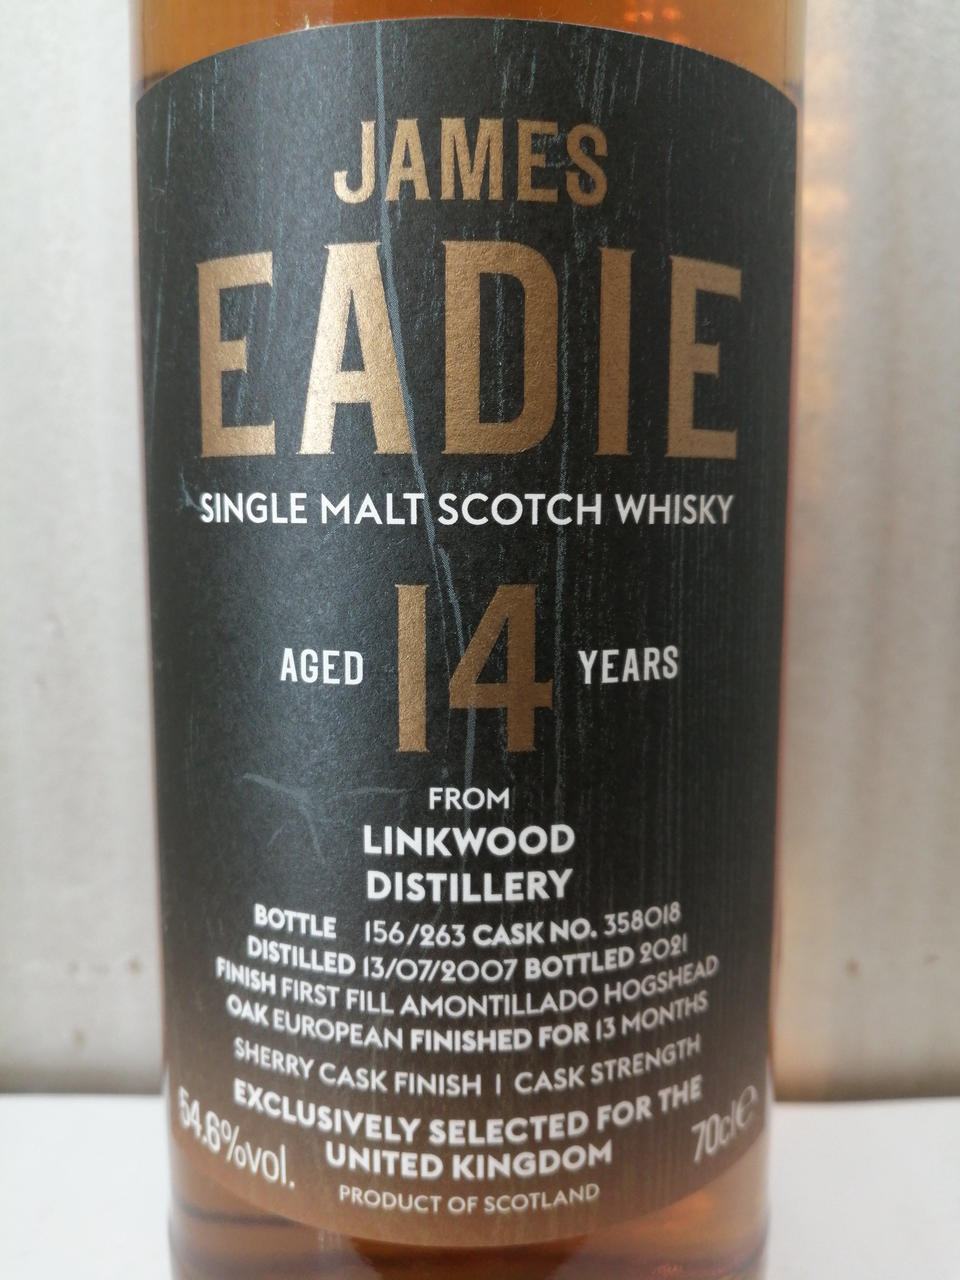 JAMES
EADIE
SINGLE MALT SCOTCH WHISKY
AGED 14 YEARS
FROM
LINKWOOD
DISTILLERY
BOTTLE 156/263 CASK NO. 358018
DISTILLED 13/07/2007 BOTTLED 2021
FINISH FIRST FILL AMONTILLADO HOGSHEAD
OAK EUROPEAN FINISHED FOR 13 MONTHS
SHERRY CASK FINISH | CASK STRENGTH
EXCLUSIVELY SELECTED FOR THE
UNITED KINGDOM
54.6%vol. 70cl e
PRODUCT OF SCOTLAND